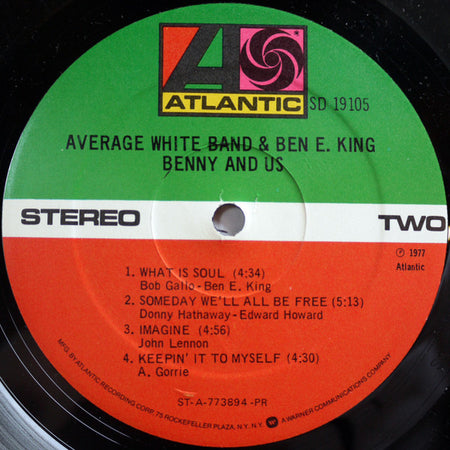 ATLANTIC
SD 19105
AVERAGE WHITE BAND & BEN E. KING
BENNY AND US
STEREO
TWO
℗ 1977
Atlantic
1. WHAT IS SOUL (4:34)
Bob Gallo-Ben E. King
2. SOMEDAY WE'LL ALL BE FREE (5:13)
Donny Hathaway-Edward Howard
3. IMAGINE (4:56)
John Lennon
4. KEEPIN' IT TO MYSELF (4:30)
A. Gorrie
ST-A-773694-PR
MFG. BY ATLANTIC RECORDING CORP. 75 ROCKEFELLER PLAZA, N.Y. N.Y. A WARNER COMMUNICATIONS COMPANY